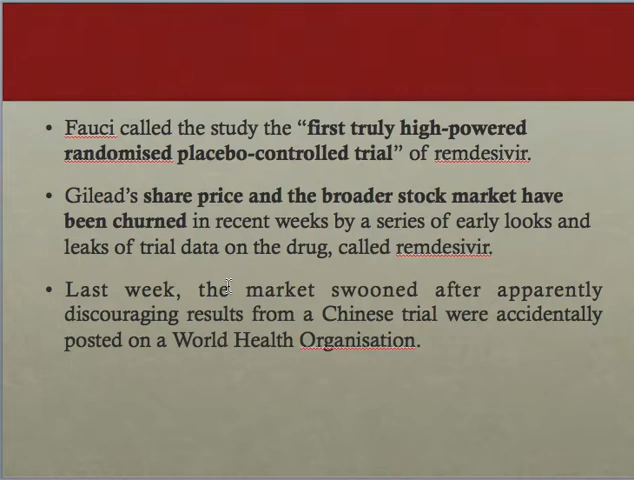 • Fauci called the study the “first truly high-powered
randomised placebo-controlled trial” of remdesivir.
• Gilead’s share price and the broader stock market have
been churned in recent weeks by a series of early looks and
leaks of trial data on the drug, called remdesivir.
• Last week, the market swooned after apparently
discouraging results from a Chinese trial were accidentally
posted on a World Health Organisation.